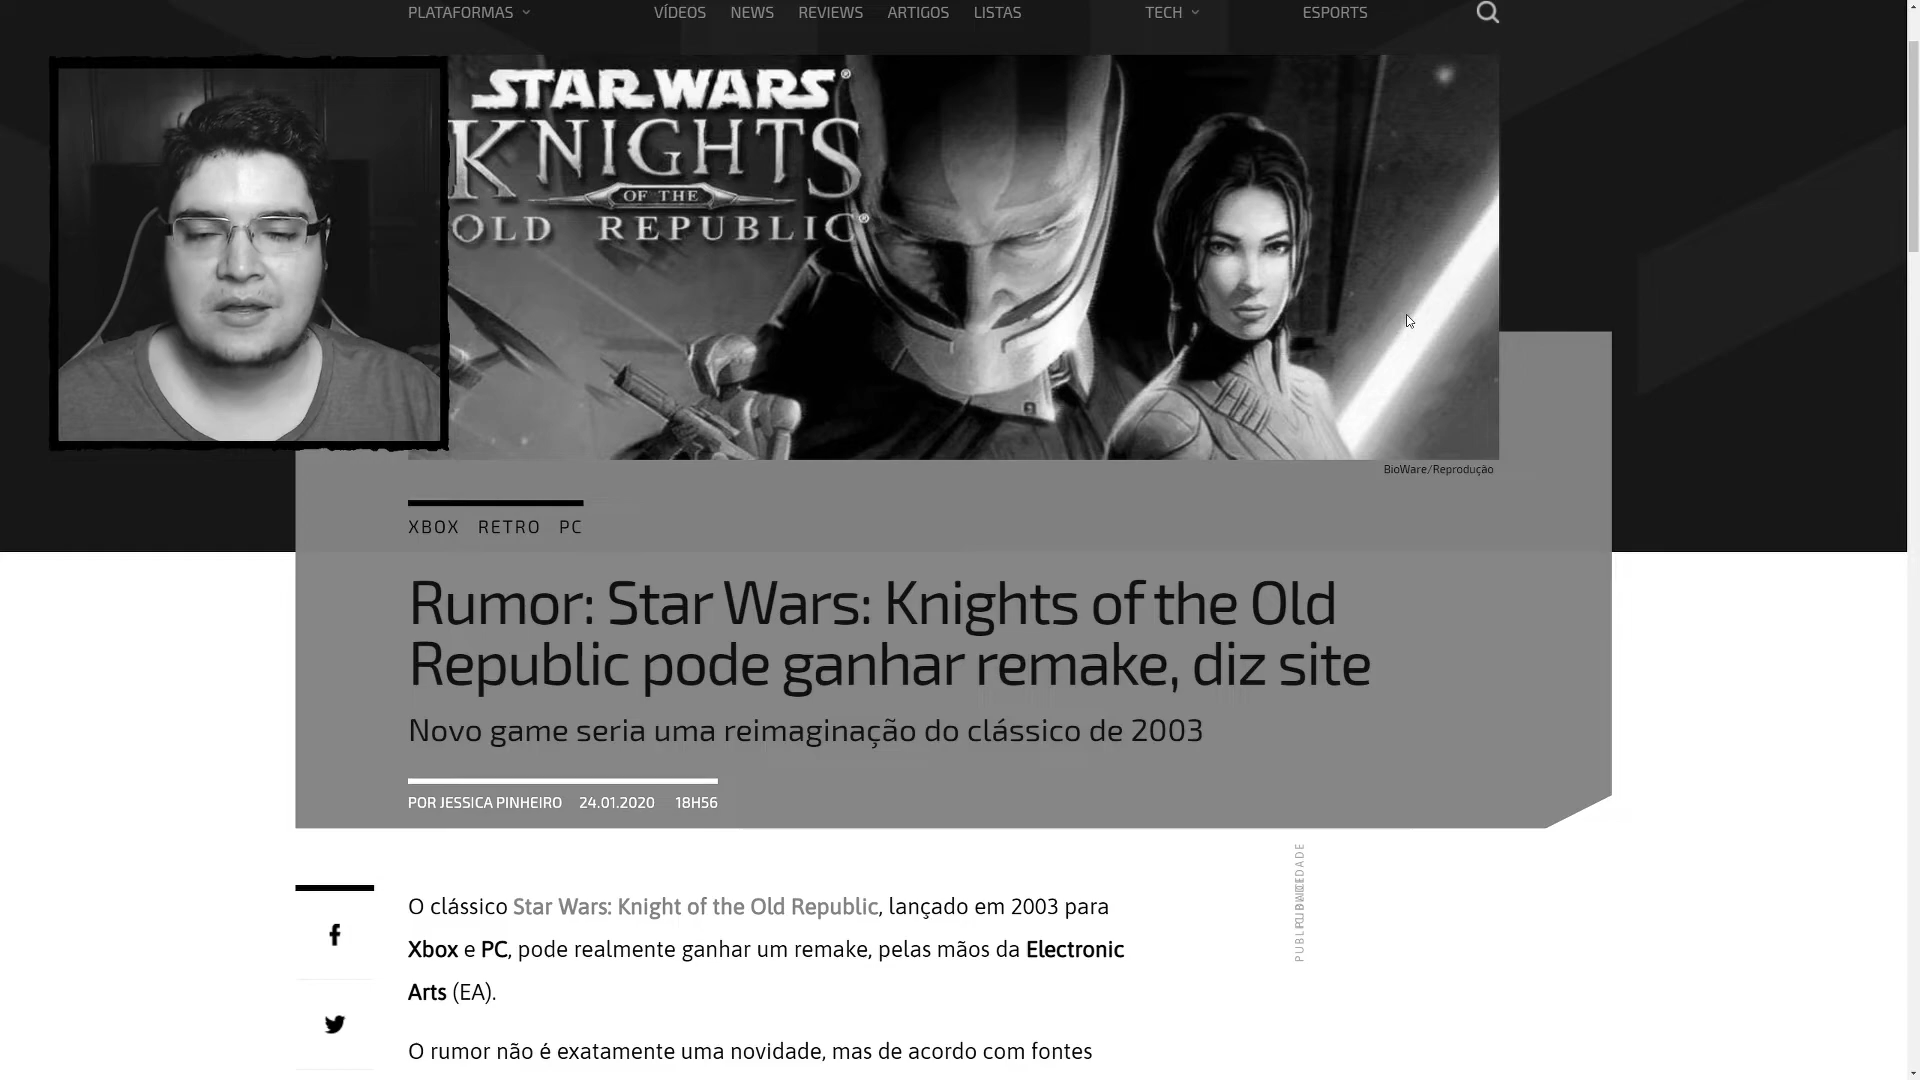 PLATAFORMAS VÍDEOS NEWS REVIEWS ARTIGOS LISTAS TECH ESPORTS
STAR WARS®
KNIGHTS
OF THE
OLD REPUBLIC®
BioWare/Reprodução
XBOX RETRO PC
Rumor: Star Wars: Knights of the Old
Republic pode ganhar remake, diz site
Novo game seria uma reimaginação do clássico de 2003
POR JESSICA PINHEIRO 24.01.2020 18H56
PUBLICIDADE
O clássico Star Wars: Knight of the Old Republic, lançado em 2003 para
Xbox e PC, pode realmente ganhar um remake, pelas mãos da Electronic
Arts (EA).
O rumor não é exatamente uma novidade, mas de acordo com fontes